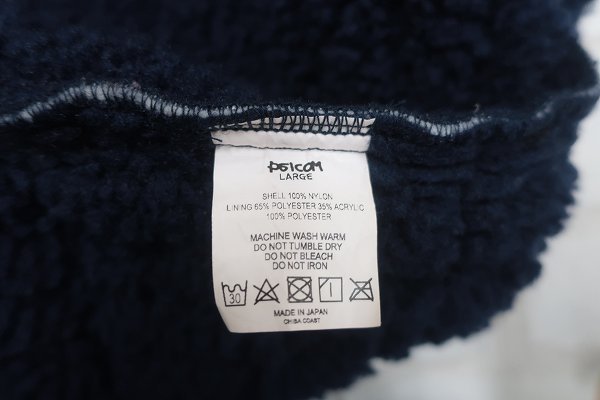 psicom
LARGE
SHELL 100% NYLON
LINING 65% POLYESTER 35% ACRYLIC
100% POLYESTER
MACHINE WASH WARM
DO NOT TUMBLE DRY
DO NOT BLEACH
DO NOT IRON
30
MADE IN JAPAN
CHIBA COAST